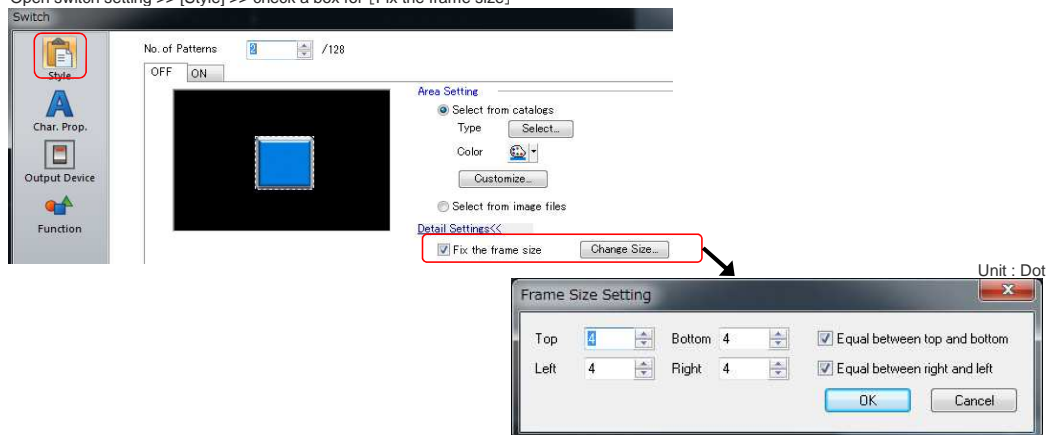 Open switch setting >> [Style] >> check a box for [Fix the frame size]
Switch
Style
Char. Prop.
Output Device
Function
No. of Patterns 2 /128
OFF ON
Area Setting
Select from catalogs
Type Select...
Color
Customize...
Select from image files
Detail Settings<<
Fix the frame size Change Size...
Unit : Dot
Frame Size Setting
Top 4 Bottom 4 Equal between top and bottom
Left 4 Right 4 Equal between right and left
OK Cancel